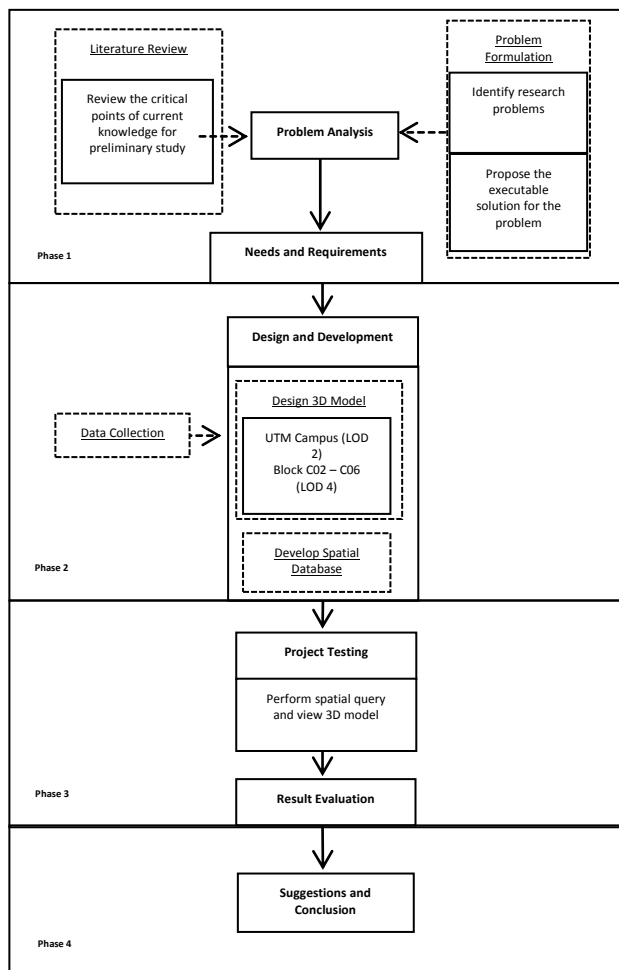 Literature Review
Review the critical
points of current
knowledge for
preliminary study
Problem Analysis
Problem
Formulation
Identify research
problems
Propose the
executable
solution for the
problem
Phase 1
Needs and Requirements
Design and Development
Design 3D Model
UTM Campus (LOD
2)
Block C02 – C06
(LOD 4)
Data Collection
Develop Spatial
Database
Phase 2
Project Testing
Perform spatial query
and view 3D model
Phase 3
Result Evaluation
Suggestions and
Conclusion
Phase 4